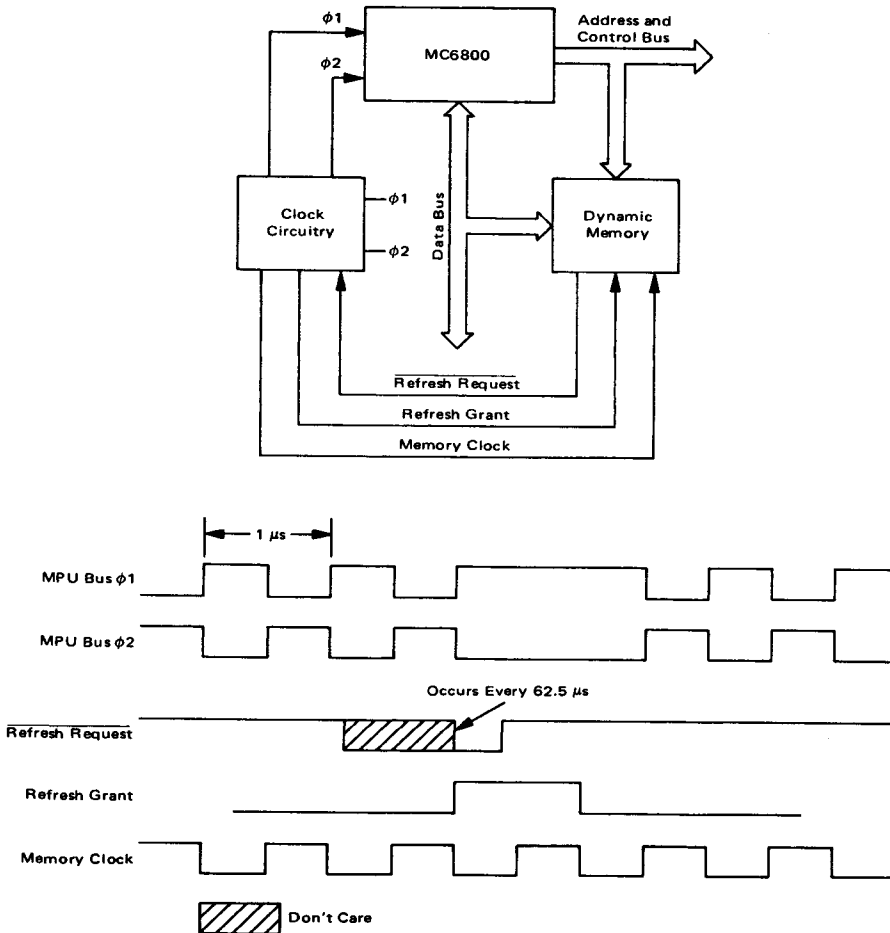 ϕ1
MC6800
Address and
Control Bus
ϕ2
Clock
Circuitry
ϕ1
ϕ2
Data Bus
Dynamic
Memory
Refresh Request
Refresh Grant
Memory Clock
1 μs
MPU Bus ϕ1
MPU Bus ϕ2
Occurs Every 62.5 μs
Refresh Request
Refresh Grant
Memory Clock
Don't Care